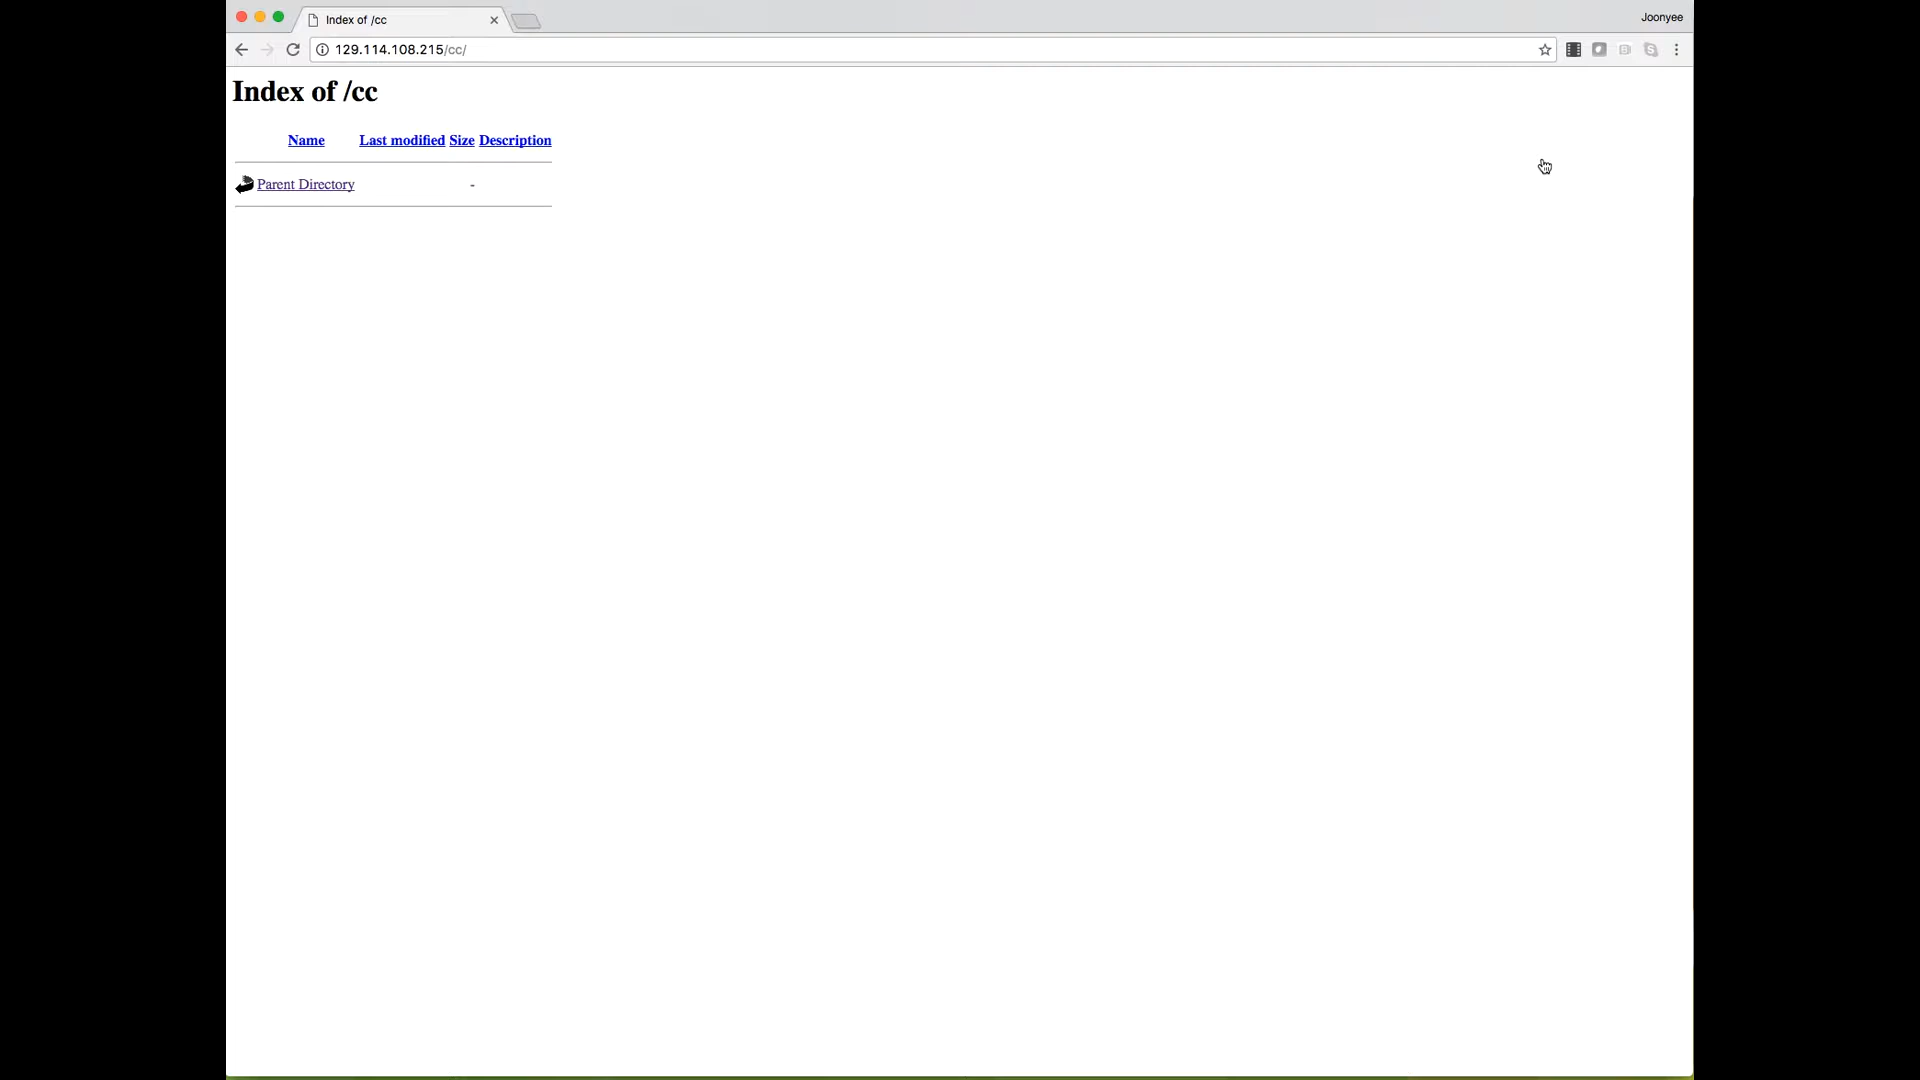 Index of /cc
Joonyee
129.114.108.215/cc/
Index of /cc
Name Last modified Size Description
Parent Directory -